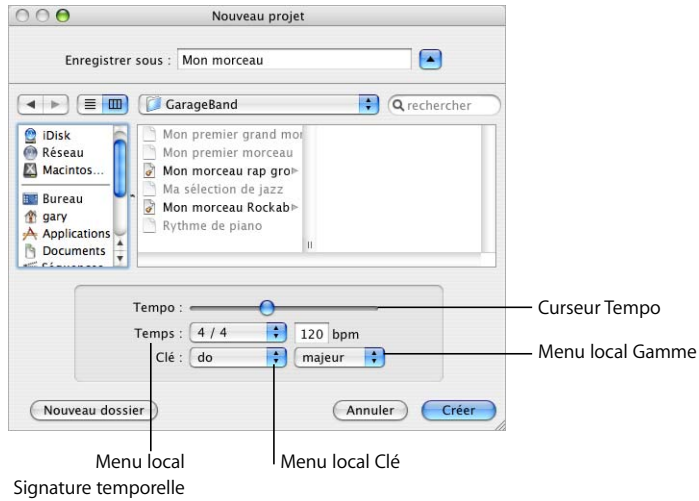 Nouveau projet
Enregistrer sous : Mon morceau
GarageBand
rechercher
iDisk
Réseau
Macintos...
Bureau
gary
Applications
Documents
Séquences
Mon premier grand mor
Mon premier morceau
Mon morceau rap gro
Ma sélection de jazz
Mon morceau Rockab
Rythme de piano
Tempo :
Temps : 4 / 4 120 bpm
Clé : do majeur
Nouveau dossier Annuler Créer
Curseur Tempo
Menu local Gamme
Menu local Clé
Menu local
Signature temporelle